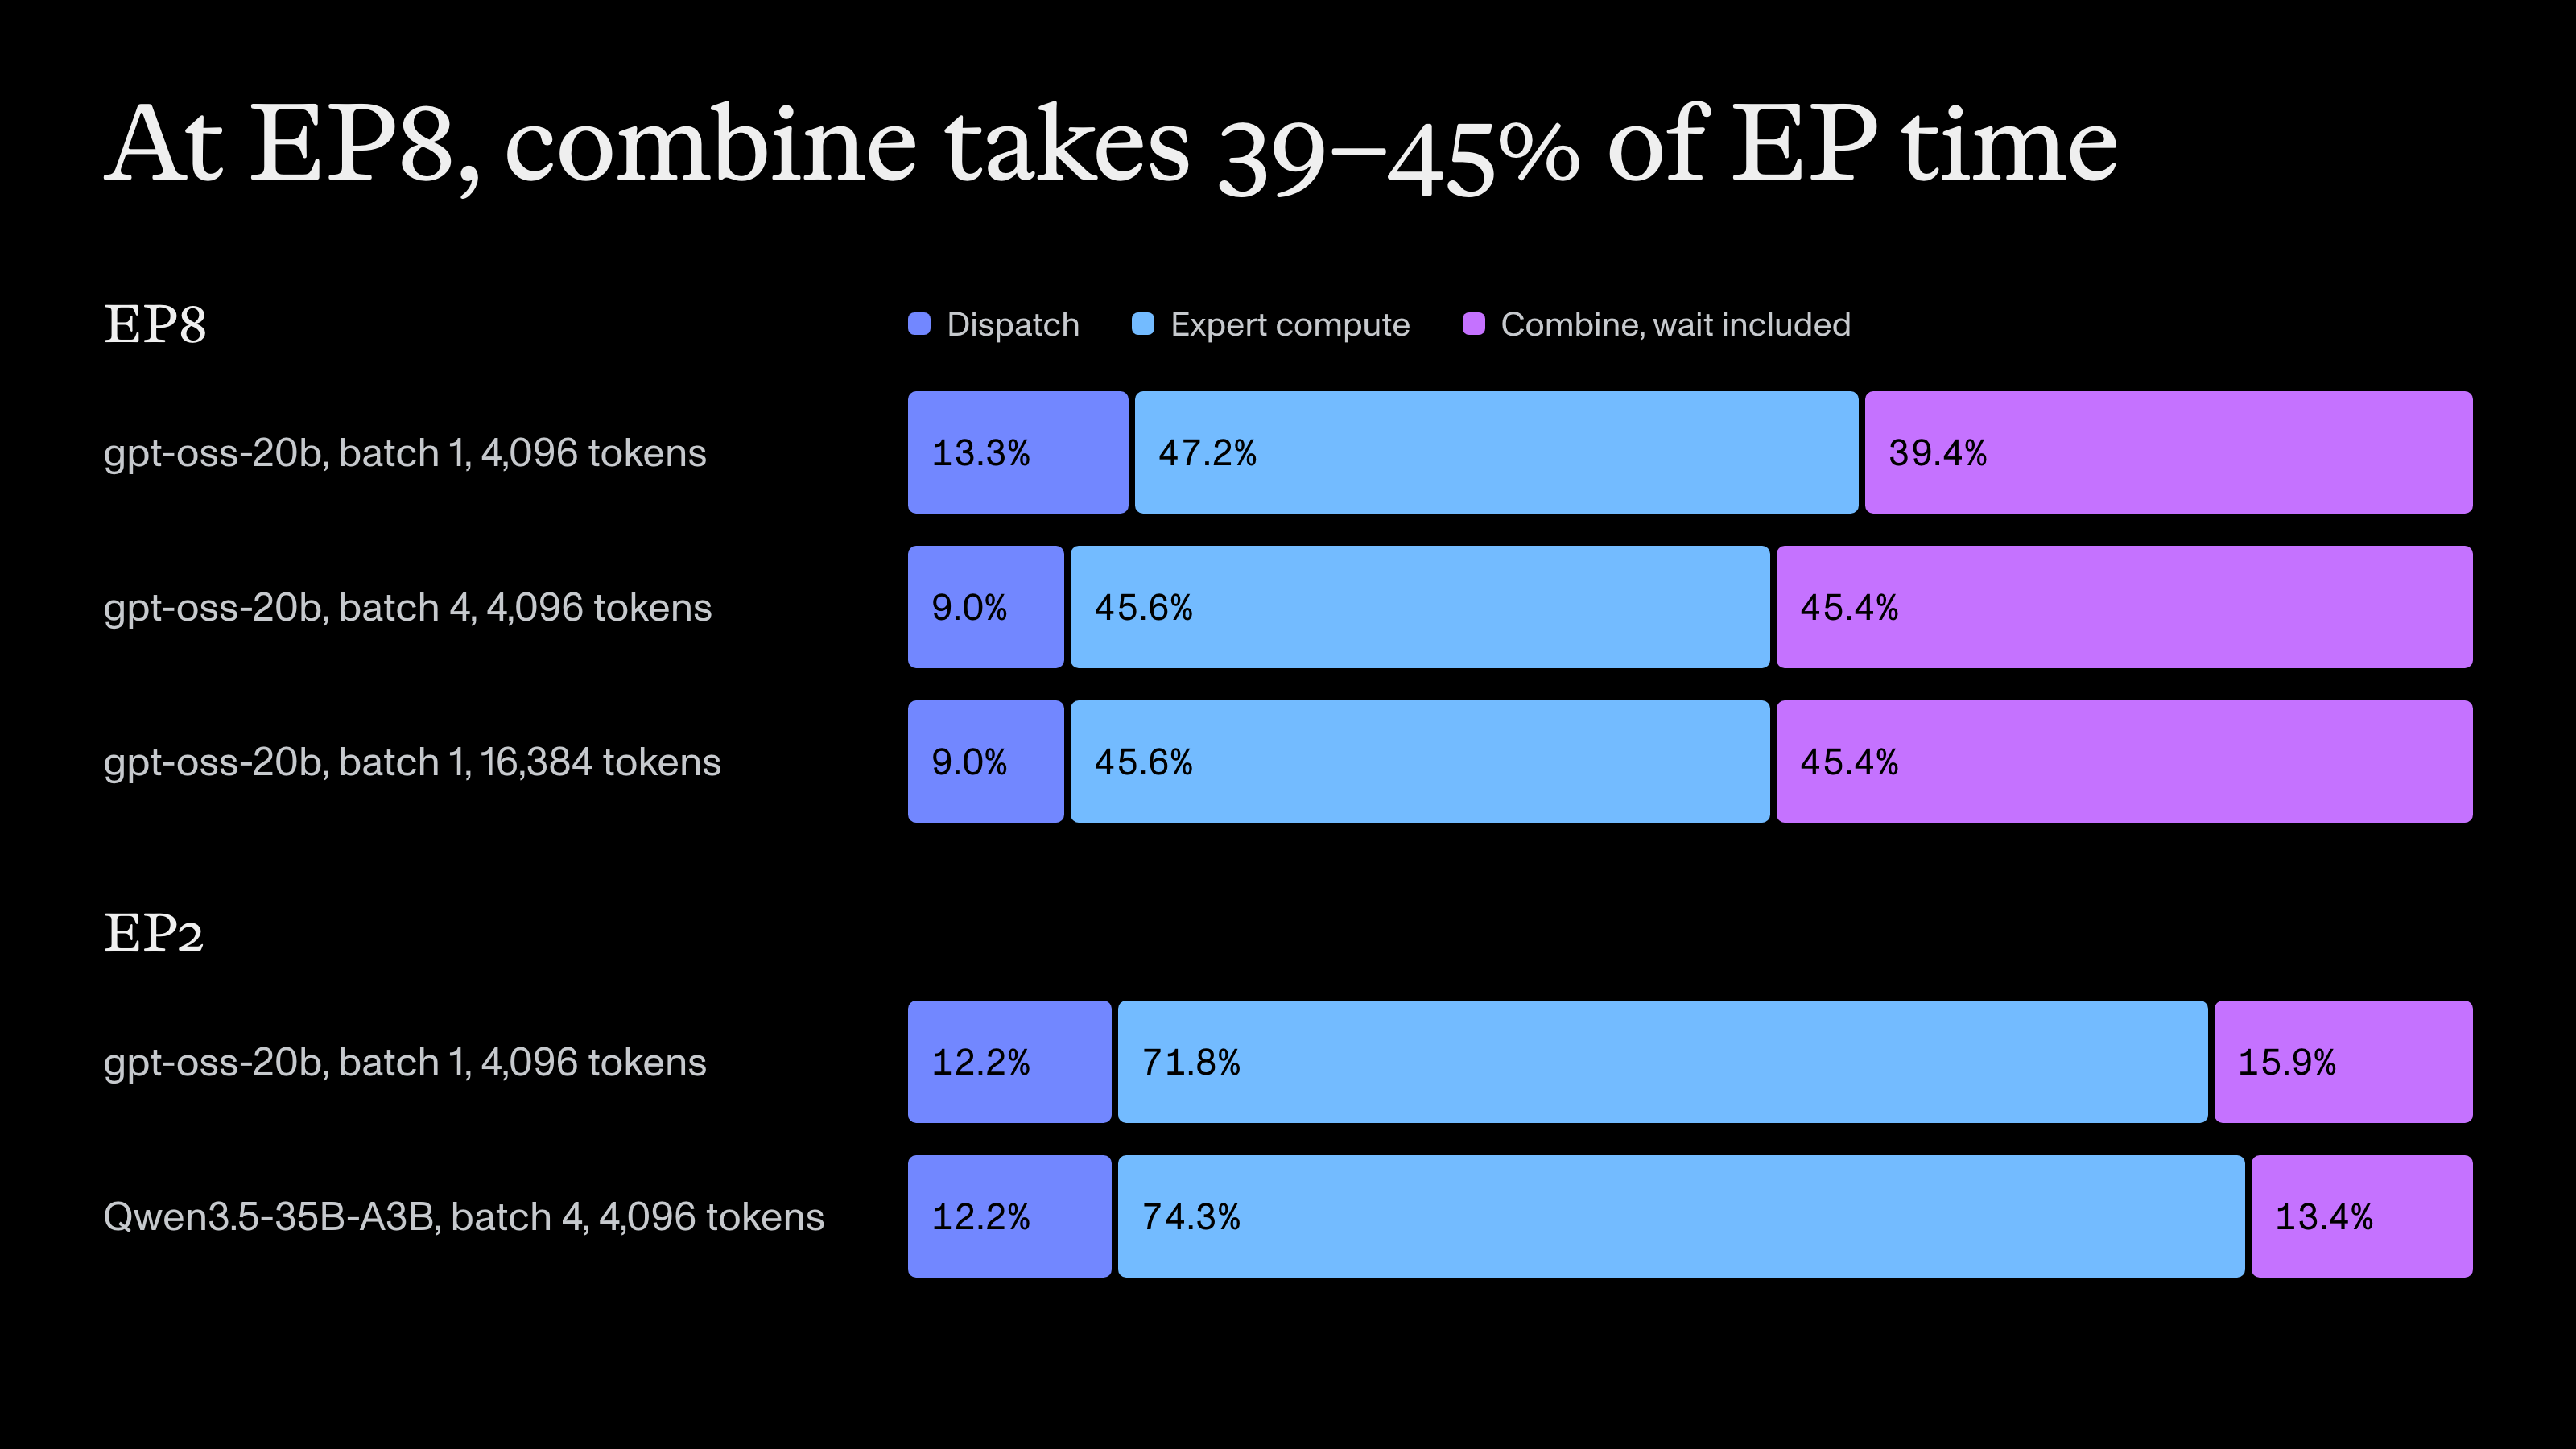 At EP8, combine takes 39–45% of EP time
EP8
Dispatch
Expert compute
Combine, wait included
gpt-oss-20b, batch 1, 4,096 tokens
13.3%
47.2%
39.4%
gpt-oss-20b, batch 4, 4,096 tokens
9.0%
45.6%
45.4%
gpt-oss-20b, batch 1, 16,384 tokens
9.0%
45.6%
45.4%
EP2
gpt-oss-20b, batch 1, 4,096 tokens
12.2%
71.8%
15.9%
Qwen3.5-35B-A3B, batch 4, 4,096 tokens
12.2%
74.3%
13.4%